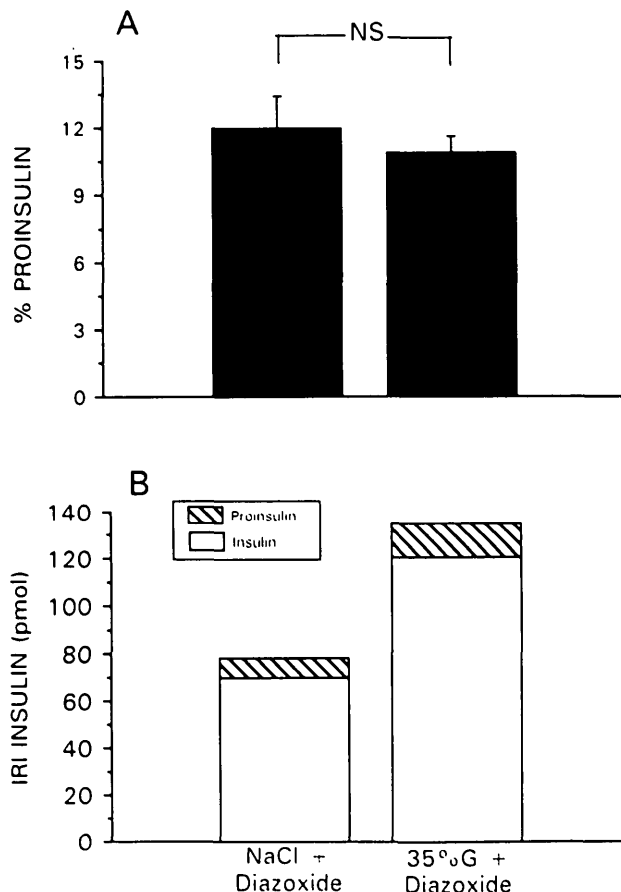 A
NS
% PROINSULIN
15
12
9
6
3
0
B
Proinsulin
Insulin
IRI INSULIN (pmol)
140
120
100
80
60
40
20
0
NaCl +
Diazoxide
35%G +
Diazoxide